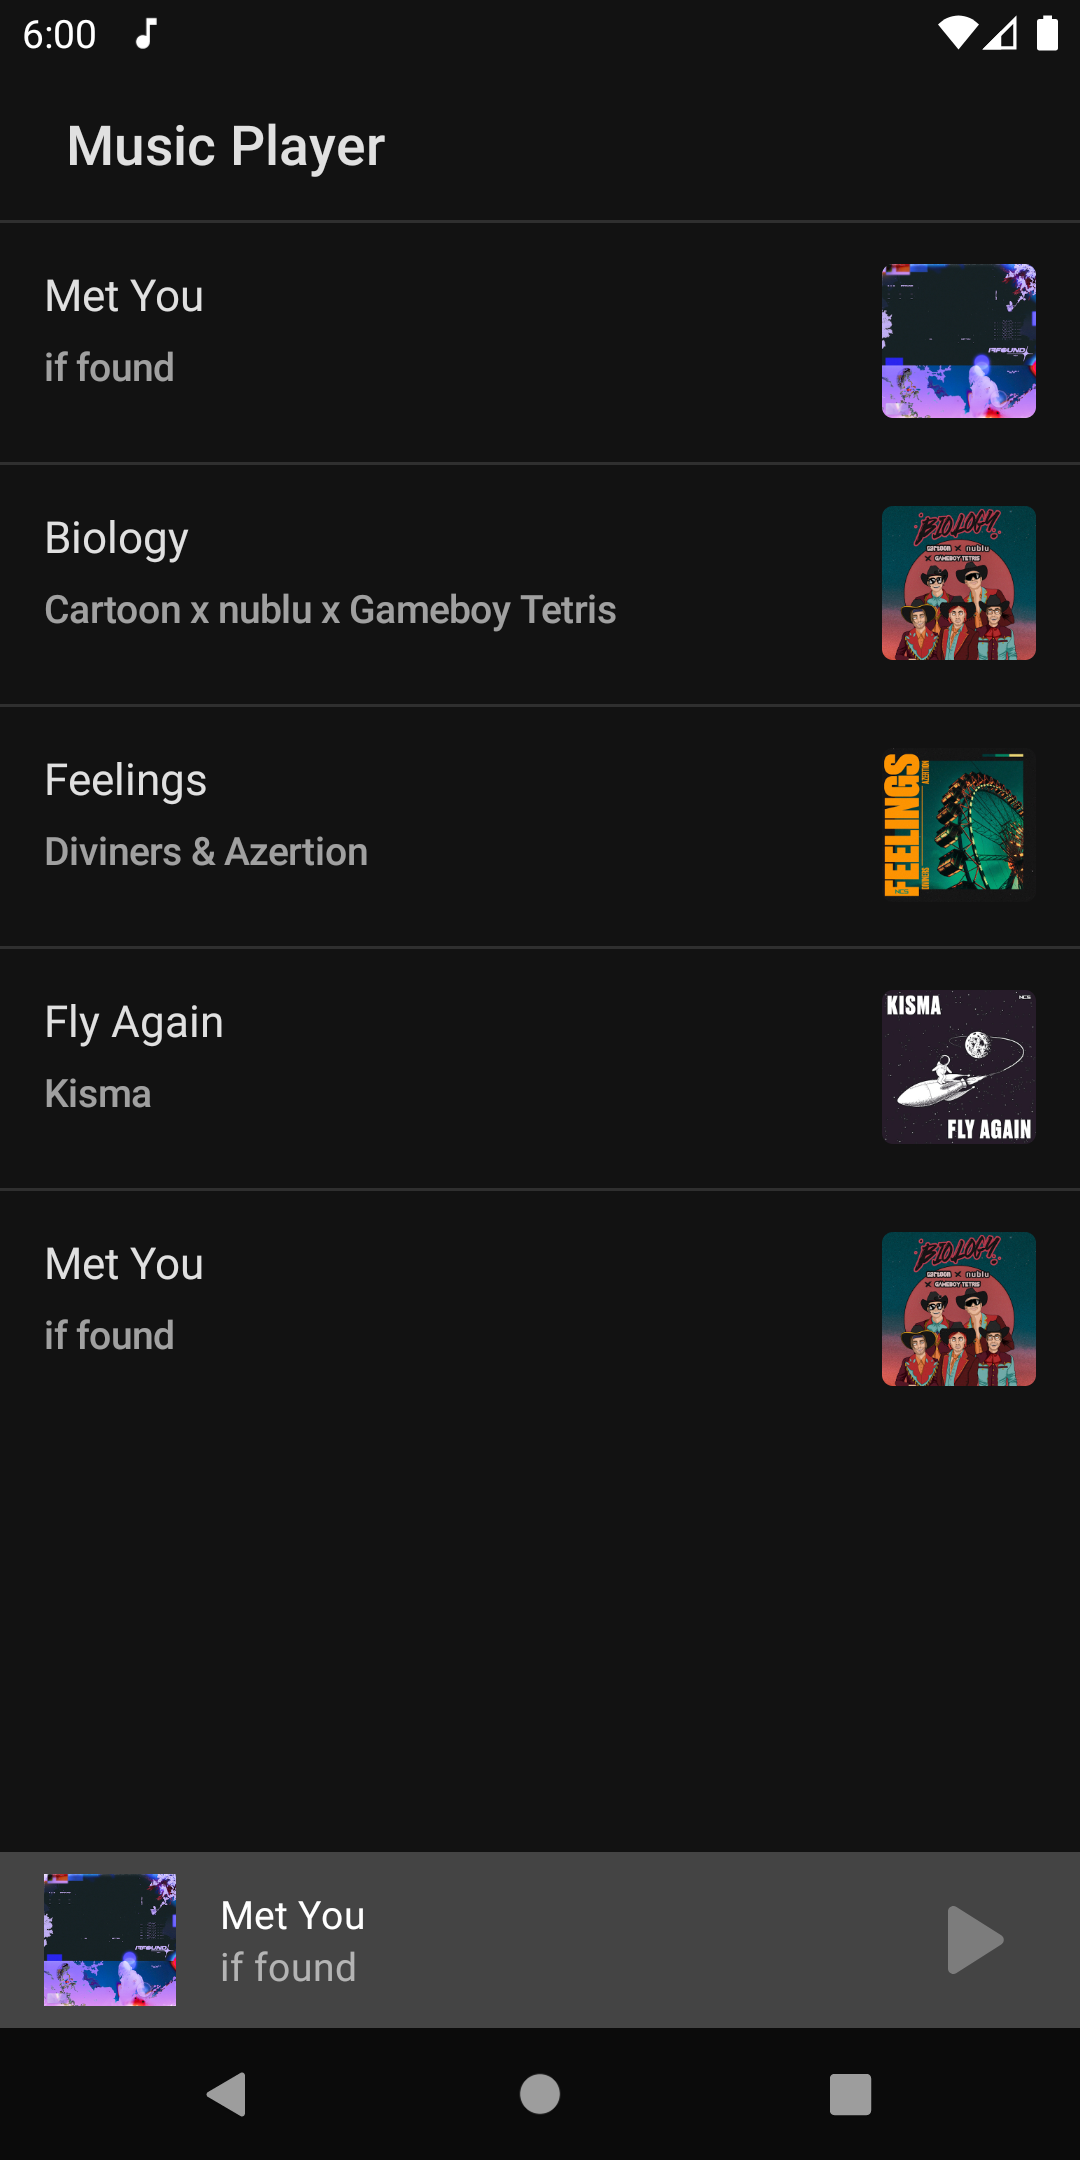 6:00
Music Player
Met You
if found
IFFOUND
Biology
Cartoon x nublu x Gameboy Tetris
BIOLOGY
cartoon x nublu
x GAMEBOY TETRIS
Feelings
Diviners & Azertion
FEELINGS
AZERTION
DIVINERS
NCS
Fly Again
Kisma
KISMA
NCS
FLY AGAIN
Met You
if found
BIOLOGY
cartoon x nublu
x GAMEBOY TETRIS
Met You
if found
IFFOUND